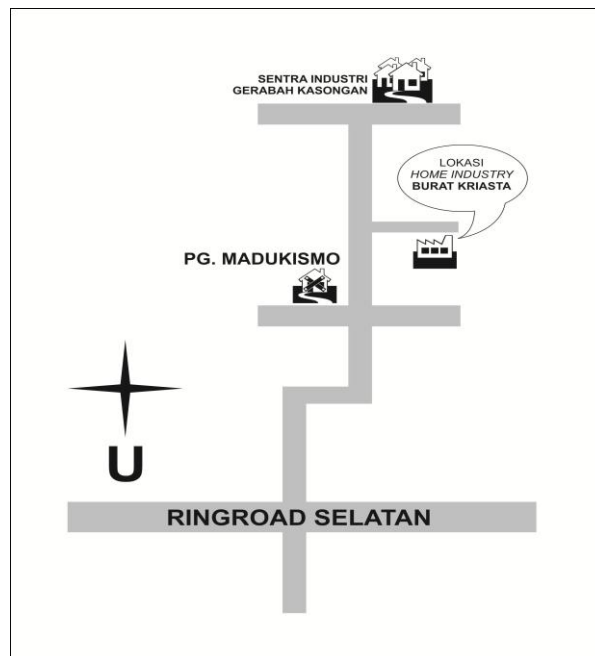 SENTRA INDUSTRI
GERABAH KASONGAN
LOKASI
HOME INDUSTRY
BURAT KRIASTA
PG. MADUKISMO
U
RINGROAD SELATAN